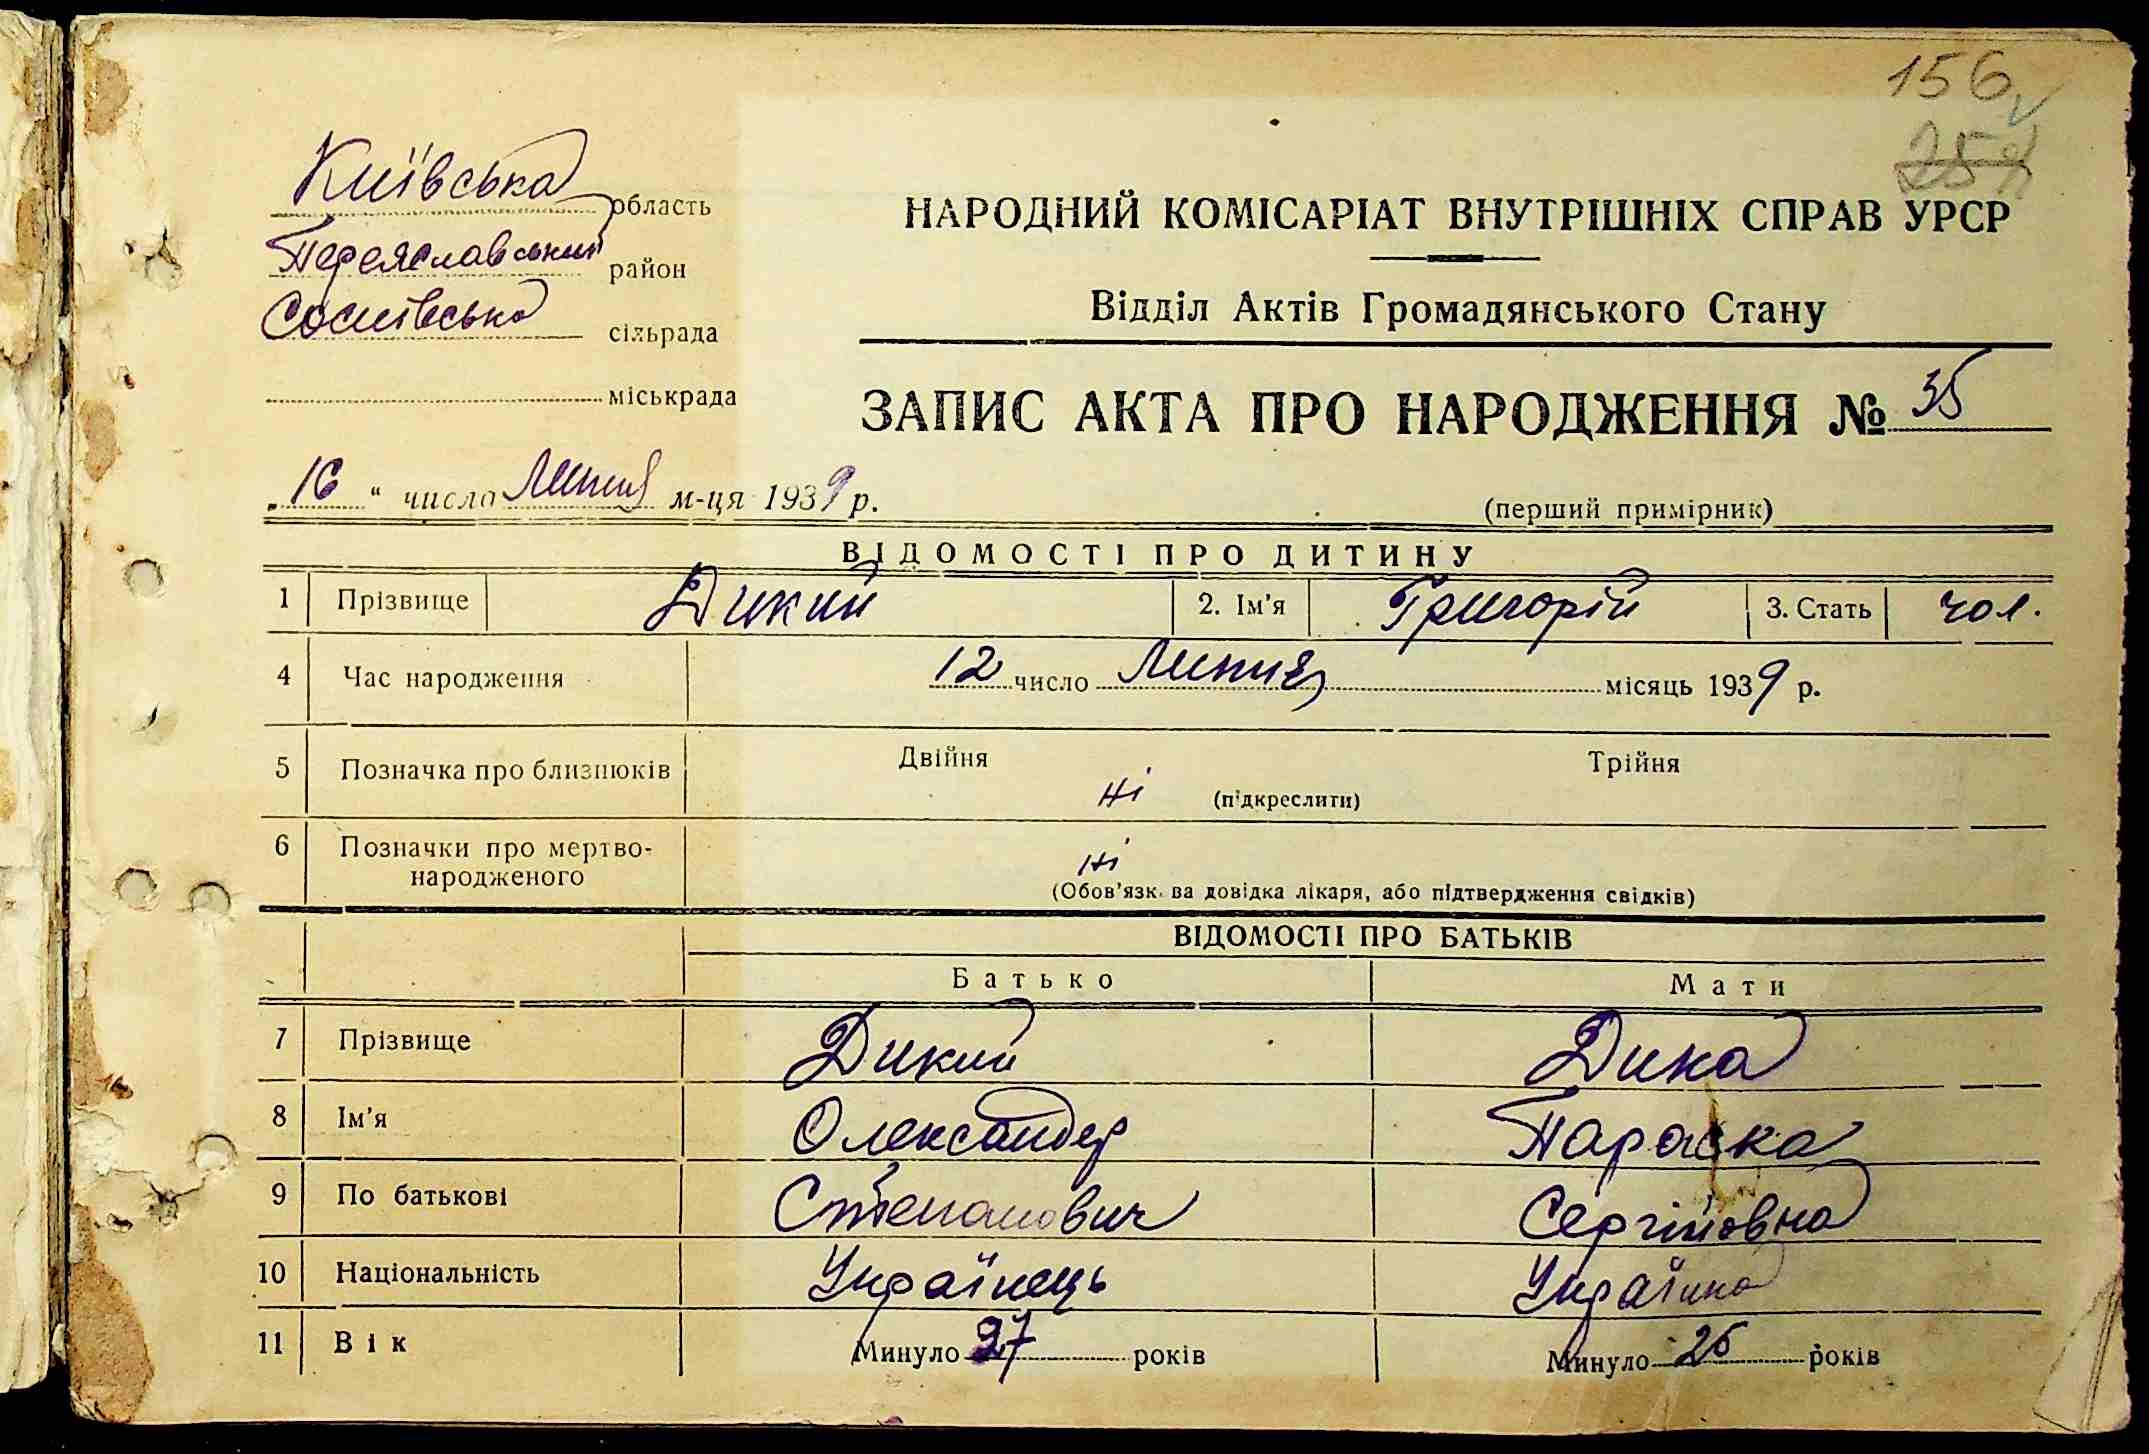 156
Київська область
Переяславський район
Соснівська сільрада
міськрада
НАРОДНИЙ КОМІСАРІАТ ВНУТРІШНІХ СПРАВ УРСР
Відділ Актів Громадянського Стану
ЗАПИС АКТА ПРО НАРОДЖЕННЯ № 35
„16“ числа Липня м-ця 1939 р.
(перший примірник)
ВІДОМОСТІ ПРО ДИТИНУ
1 Прізвище Дикий 2. Ім'я Григорій 3. Стать чол.
4 Час народження 12 число Липня місяць 1939 р.
5 Позначка про близнюків Двійня Трійня
ні (підкреслити)
6 Позначки про мертво-
народженого ні
(Обов'язк. ва довідка лікаря, або підтвердження свідків)
ВІДОМОСТІ ПРО БАТЬКІВ
Батько Мати
7 Прізвище Дикий Дика
8 Ім'я Олександер Параска
9 По батькові Степанович Сергійовна
10 Національність Українець Українка
11 Вік Минуло 27 років Минуло років